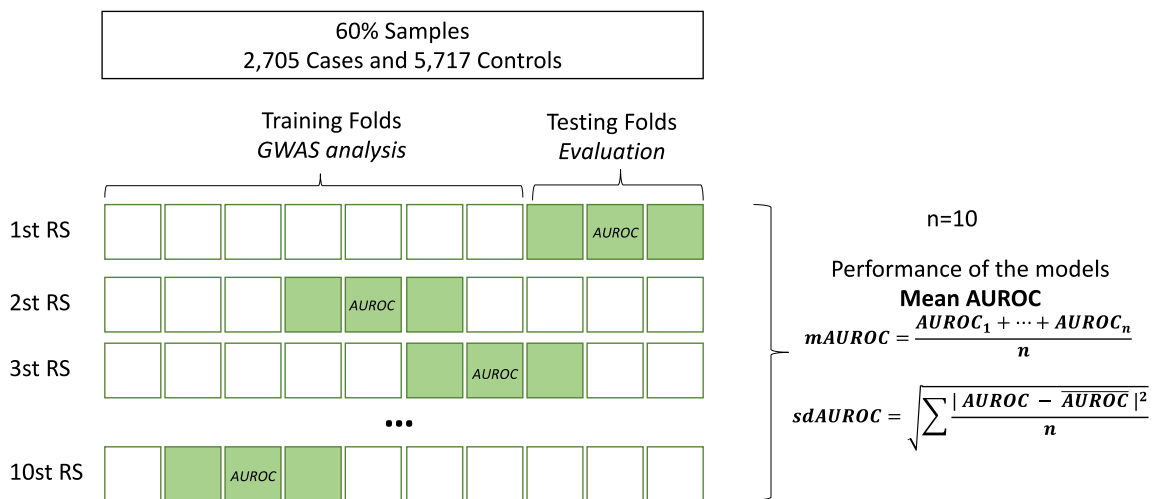 60% Samples
2,705 Cases and 5,717 Controls
Training Folds
GWAS analysis
Testing Folds
Evaluation
1st RS
AUROC
2st RS
AUROC
3st RS
AUROC
...
10st RS
AUROC
n=10
Performance of the models
Mean AUROC
mAUROC = (AUROC₁ + ⋯ + AUROCₙ) / n
sdAUROC = √(∑ | AUROC − A̅U̅R̅O̅C̅ |² / n)